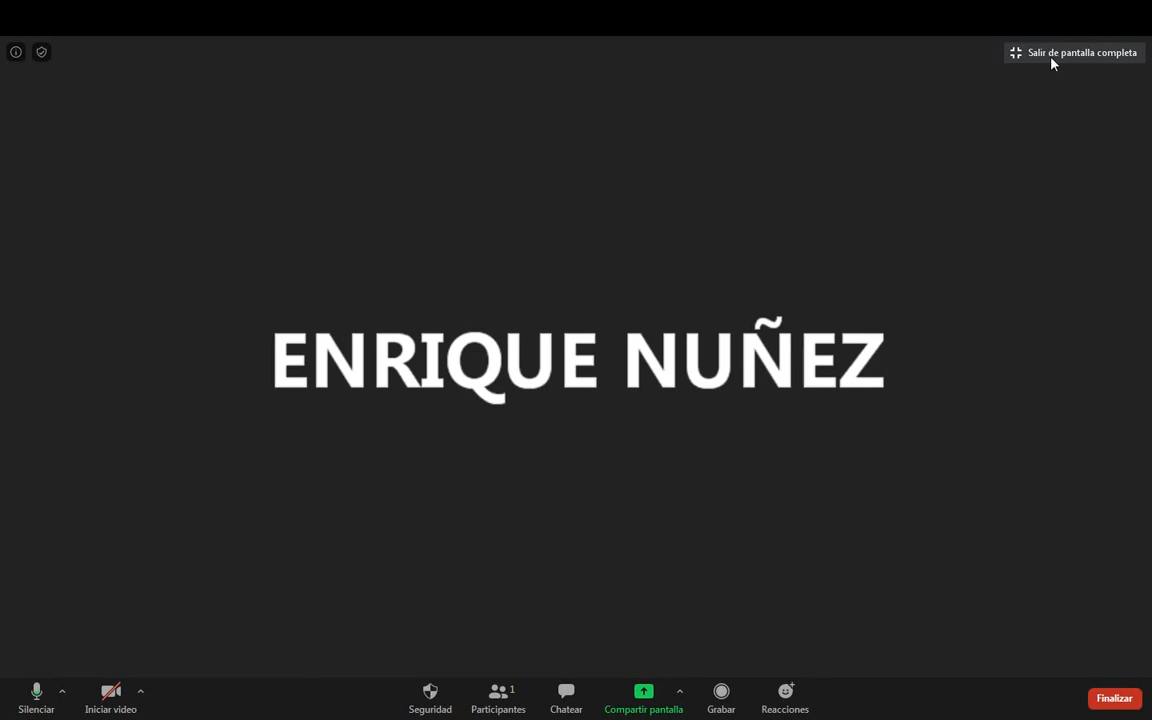 Salir de pantalla completa
ENRIQUE NUÑEZ
Silenciar
Iniciar video
Seguridad
Participantes 1
Chatear
Compartir pantalla
Grabar
Reacciones
Finalizar